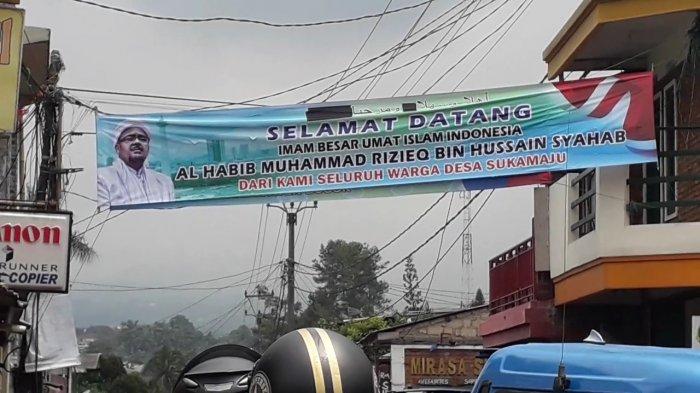 SELAMAT DATANG
IMAM BESAR UMAT ISLAM INDONESIA
AL HABIB MUHAMMAD RIZIEQ BIN HUSSAIN SYAHAB
DARI KAMI SELURUH WARGA DESA SUKAMAJU
non
RUNNER
COPIER
MIRASA